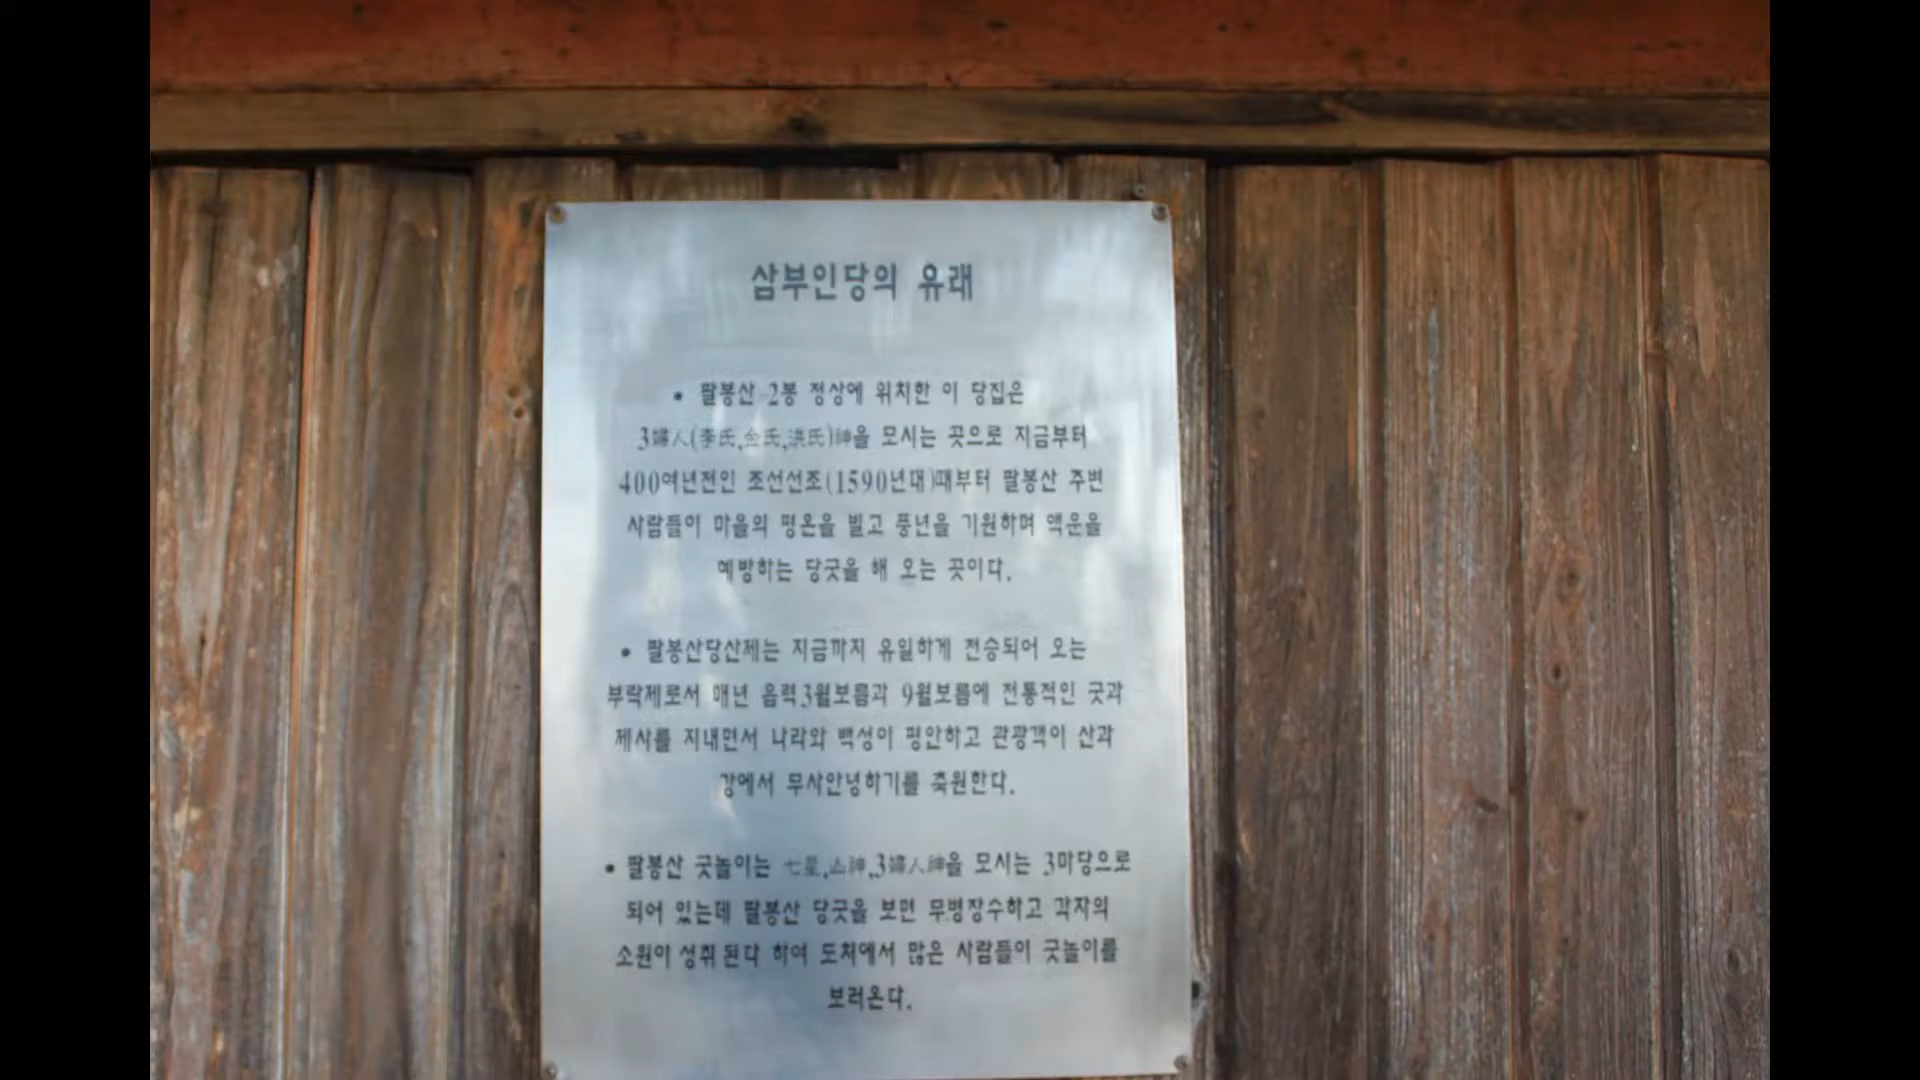 삼부인당의 유래
• 팔봉산 2봉 정상에 위치한 이 당집은
3婦人(李氏,金氏,洪氏)神을 모시는 곳으로 지금부터
400여년전인 조선선조(1590년대)때부터 팔봉산 주변
사람들이 마을의 평온을 빌고 풍년을 기원하며 액운을
예방하는 당굿을 해 오는 곳이다.
• 팔봉산당산제는 지금까지 유일하게 전승되어 오는
부락제로서 매년 음력3월보름과 9월보름에 전통적인 굿과
제사를 지내면서 나라와 백성이 평안하고 관광객이 산과
강에서 무사안녕하기를 축원한다.
• 팔봉산 굿놀이는 七星,山神,3婦人神을 모시는 3마당으로
되어 있는데 팔봉산 당굿을 보면 무병장수하고 각자의
소원이 성취 된다 하여 도처에서 많은 사람들이 굿놀이를
보러온다.